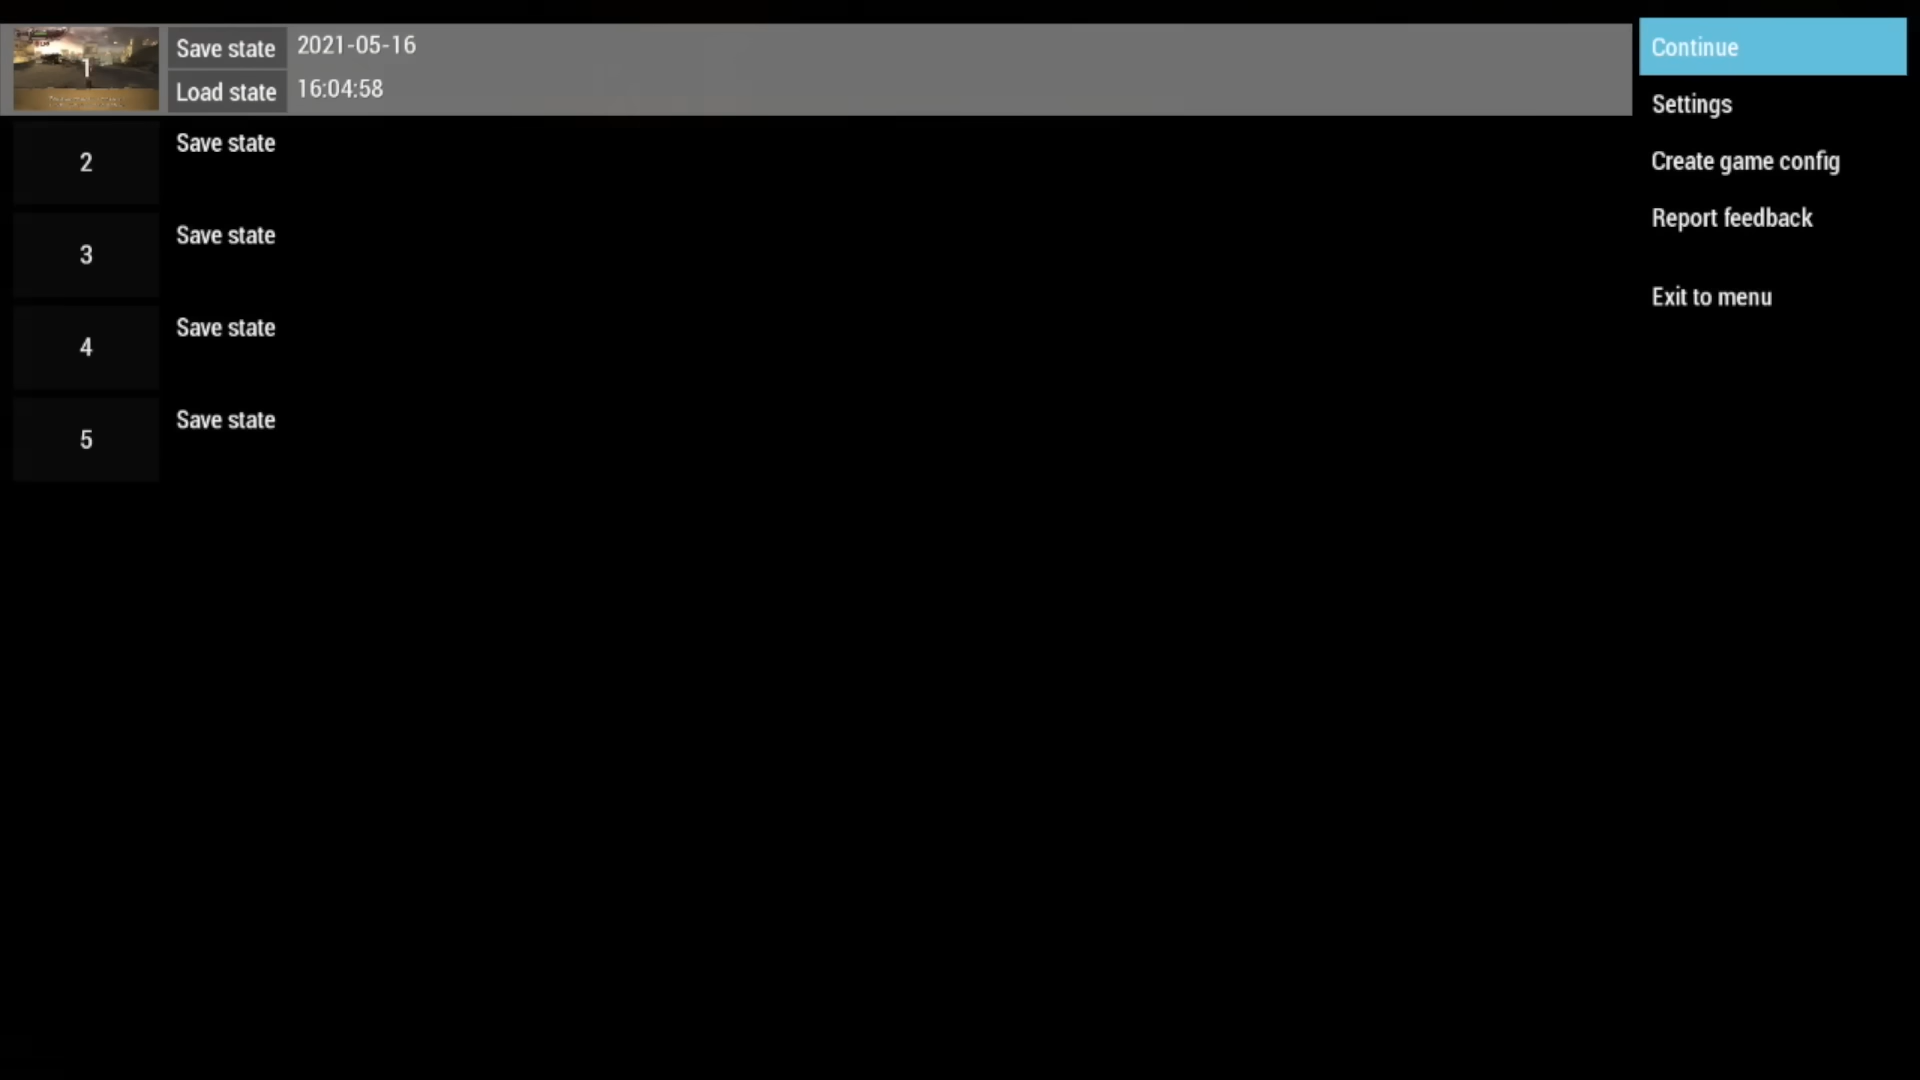 1
Save state
2021-05-16
Load state
16:04:58
2
Save state
3
Save state
4
Save state
5
Save state
Continue
Settings
Create game config
Report feedback
Exit to menu